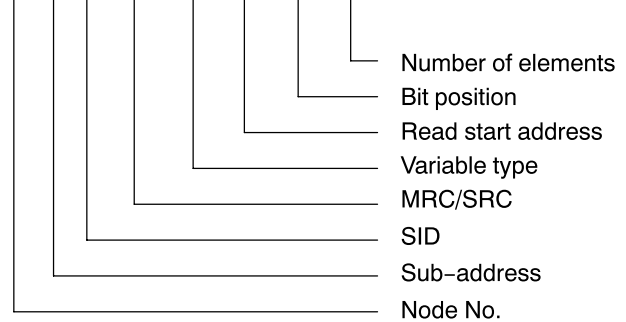 Number of elements
Bit position
Read start address
Variable type
MRC/SRC
SID
Sub-address
Node No.